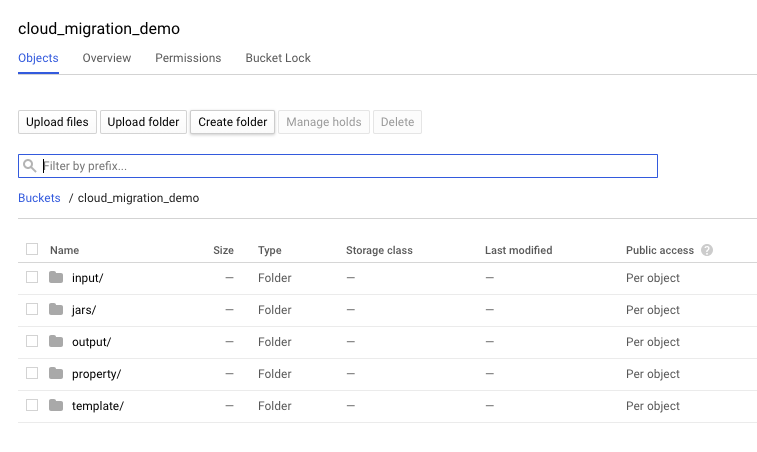 cloud_migration_demo
Objects Overview Permissions Bucket Lock
Upload files Upload folder Create folder Manage holds Delete
Filter by prefix...
Buckets / cloud_migration_demo
Name Size Type Storage class Last modified Public access ?
input/ — Folder — — Per object
jars/ — Folder — — Per object
output/ — Folder — — Per object
property/ — Folder — — Per object
template/ — Folder — — Per object